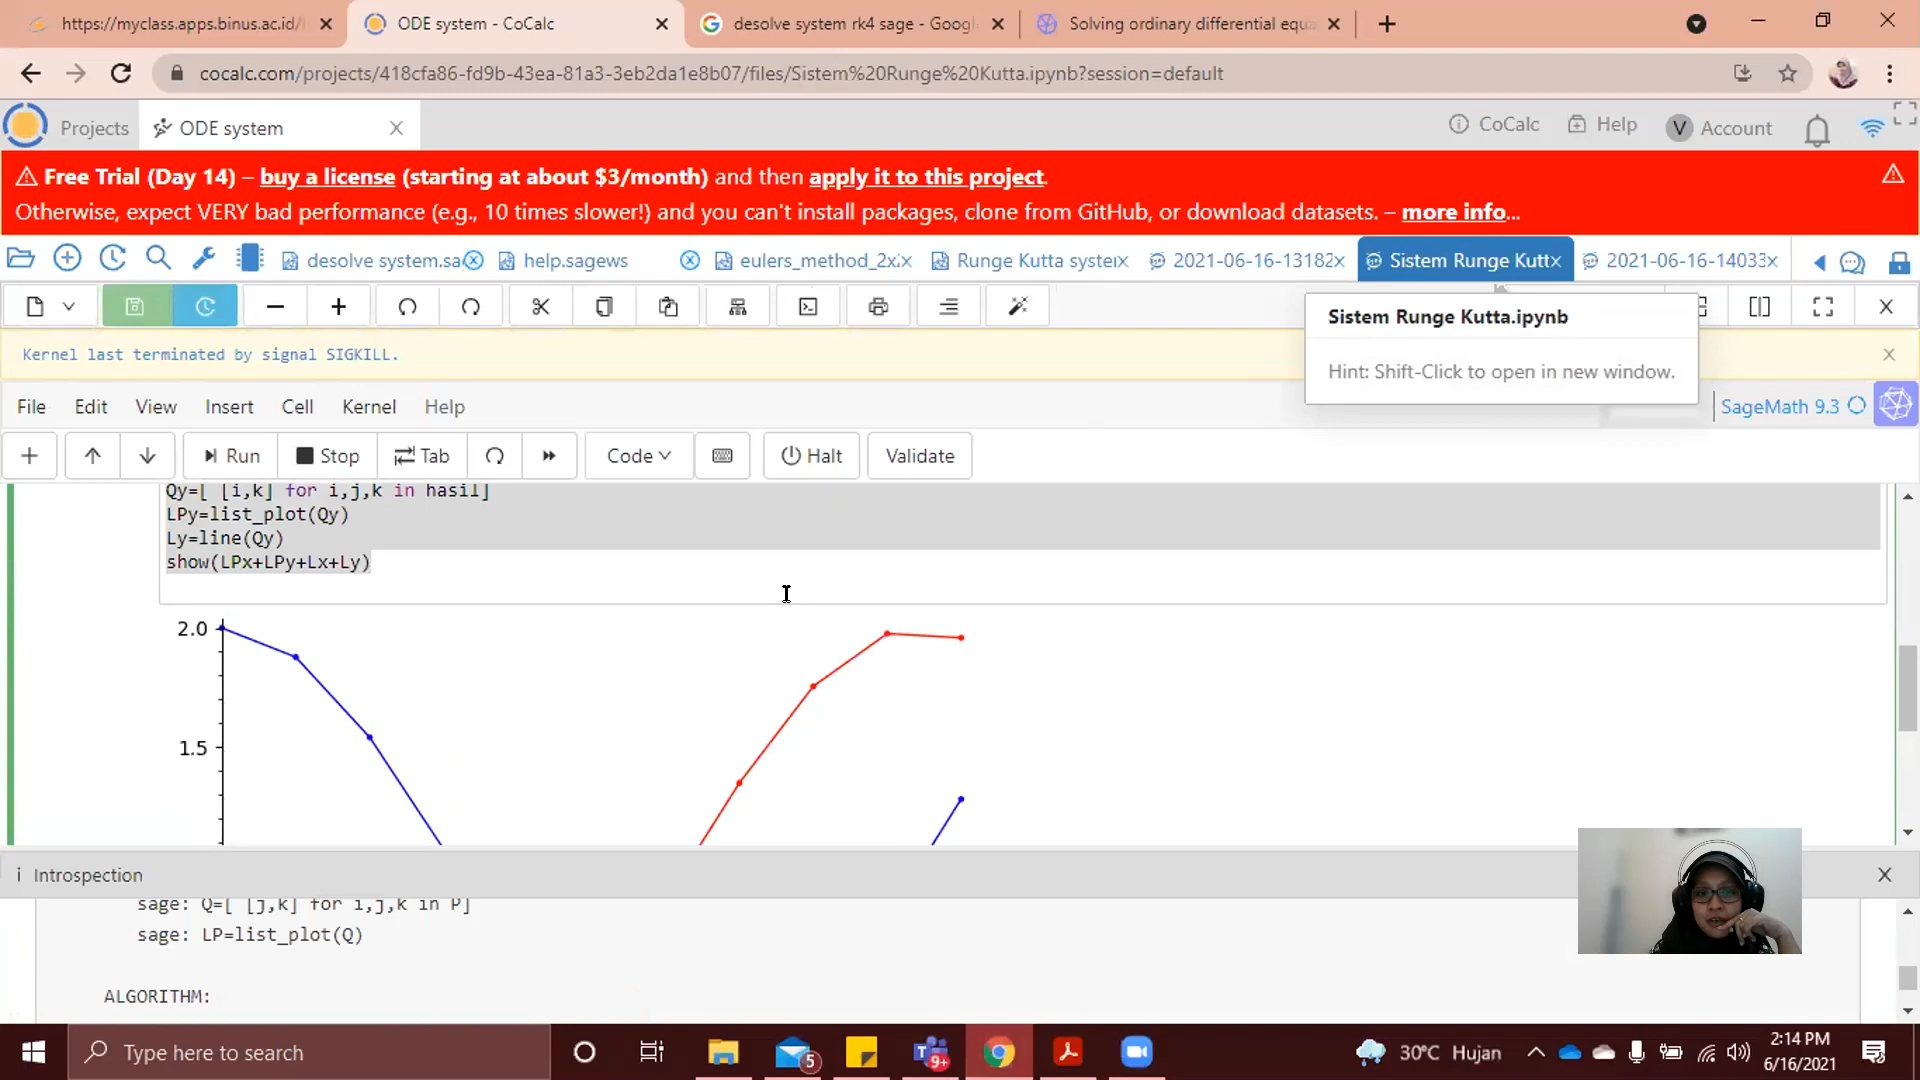 https://myclass.apps.binus.ac.id/
ODE system - CoCalc
desolve system rk4 sage - Googl
Solving ordinary differential equa
cocalc.com/projects/418cfa86-fd9b-43ea-81a3-3eb2da1e8b07/files/Sistem%20Runge%20Kutta.ipynb?session=default
Projects
ODE system
CoCalc
Help
V Account
Free Trial (Day 14) – buy a license (starting at about $3/month) and then apply it to this project.
Otherwise, expect VERY bad performance (e.g., 10 times slower!) and you can't install packages, clone from GitHub, or download datasets. – more info...
desolve system.sa
help.sagews
eulers_method_2x
Runge Kutta system
2021-06-16-13182
Sistem Runge Kutt
2021-06-16-14033
Sistem Runge Kutta.ipynb
Hint: Shift-Click to open in new window.
Kernel last terminated by signal SIGKILL.
File Edit View Insert Cell Kernel Help
SageMath 9.3
Run Stop Tab Code Halt Validate
Qy=[ [i,k] for i,j,k in hasil]
LPy=list_plot(Qy)
Ly=line(Qy)
show(LPx+LPy+Lx+Ly)
2.0
1.5
i Introspection
sage: Q=[ [j,k] for i,j,k in P]
sage: LP=list_plot(Q)
ALGORITHM:
Type here to search
5
9+
30°C Hujan
2:14 PM
6/16/2021